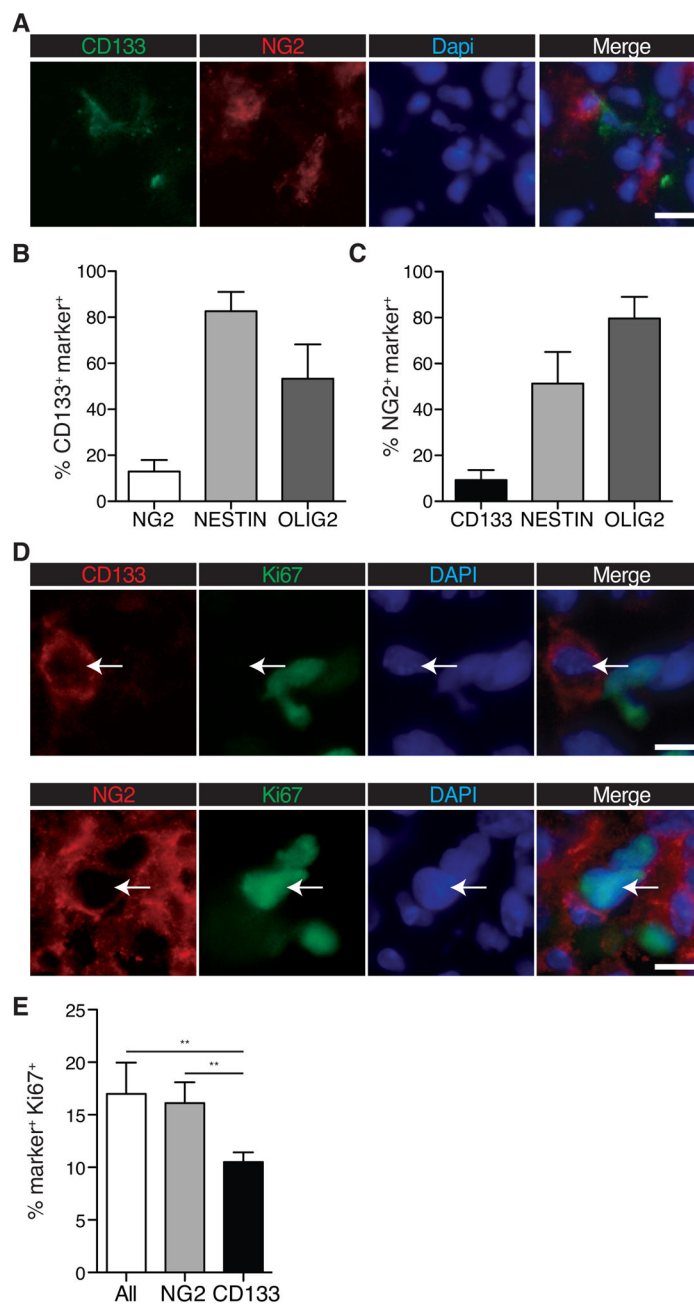 A
CD133 NG2 Dapi Merge
B
% CD133⁺ marker⁺
100
80
60
40
20
0
NG2 NESTIN OLIG2
C
% NG2⁺ marker⁺
100
80
60
40
20
0
CD133 NESTIN OLIG2
D
CD133 Ki67 DAPI Merge
NG2 Ki67 DAPI Merge
E
% marker⁺ Ki67⁺
25
20
15
10
5
0
**
**
All NG2 CD133